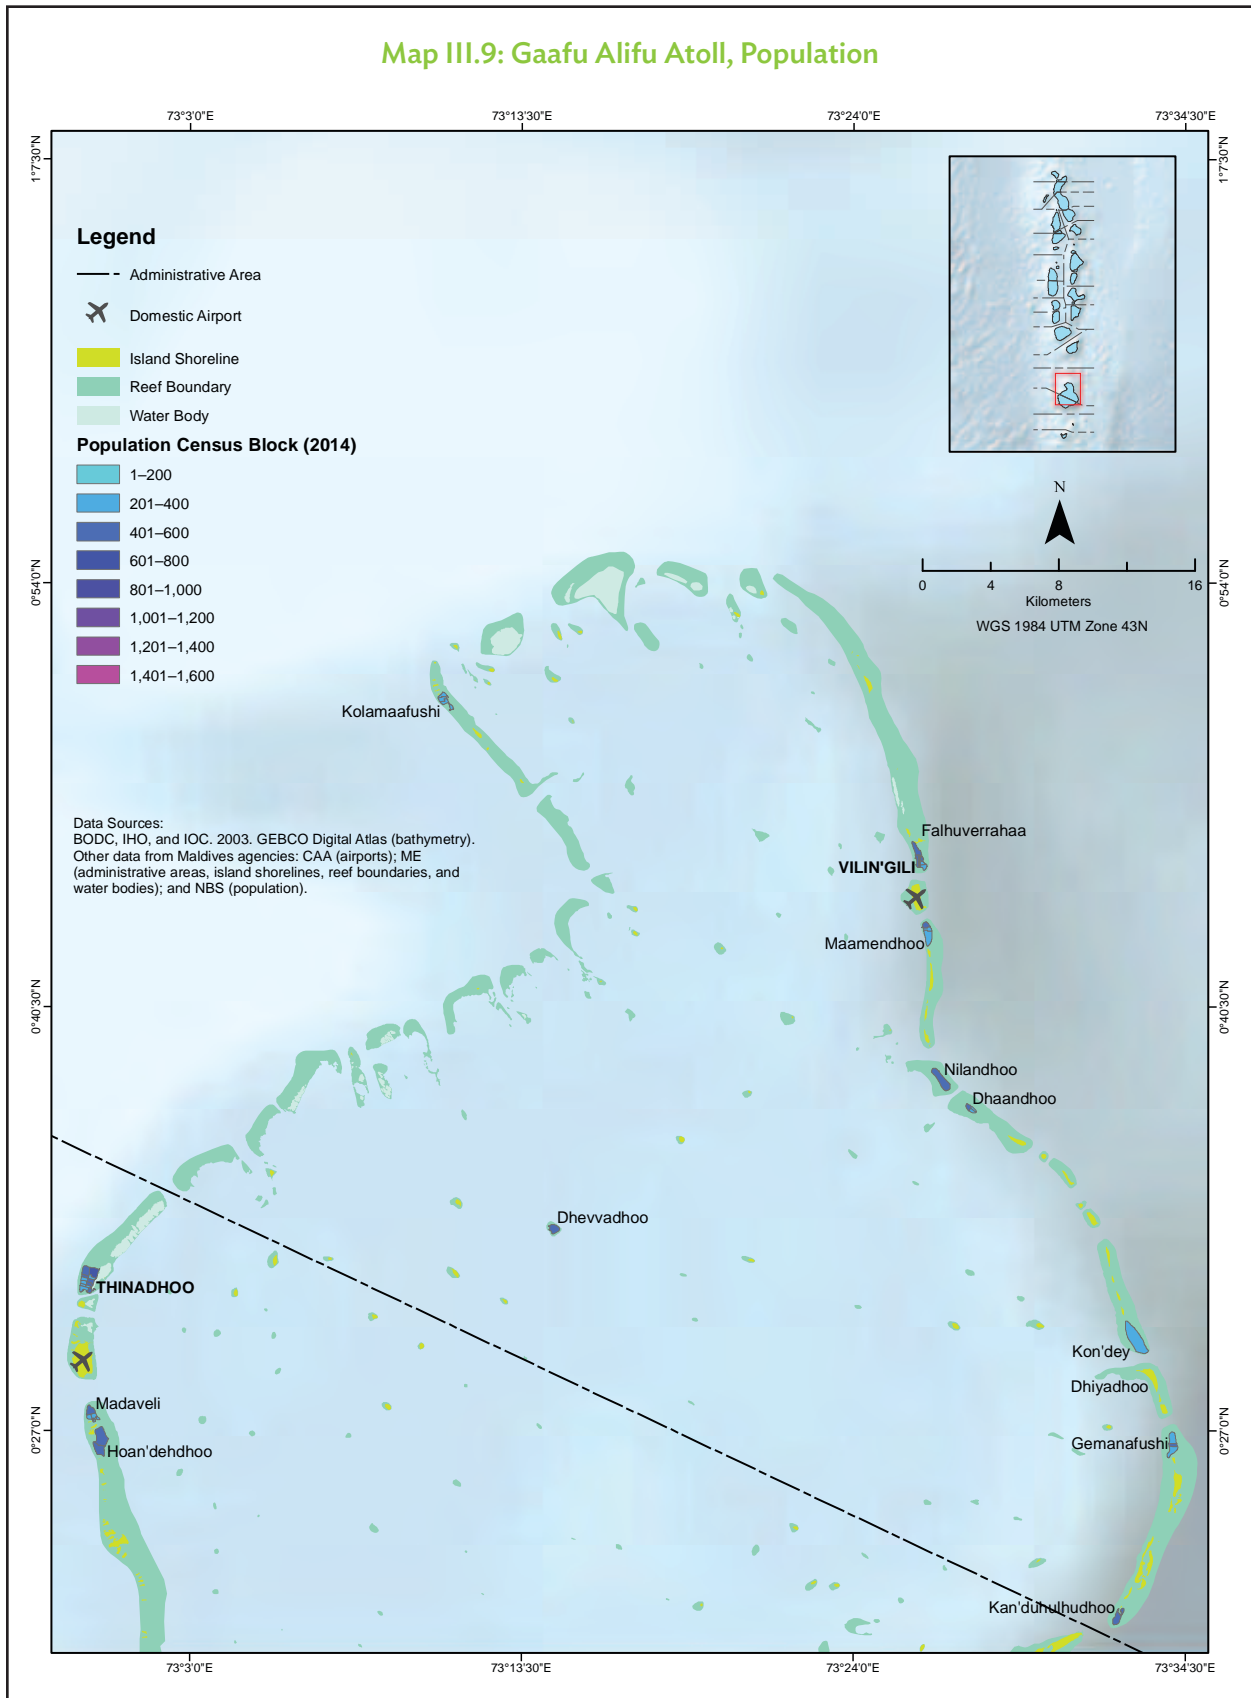 Map III.9: Gaafu Alifu Atoll, Population
73°3'0"E
73°13'30"E
73°24'0"E
73°34'30"E
1°7'30"N
1°7'30"N
Legend
Administrative Area
Domestic Airport
Island Shoreline
Reef Boundary
Water Body
Population Census Block (2014)
1–200
201–400
401–600
601–800
801–1,000
1,001–1,200
1,201–1,400
1,401–1,600
N
0 4 8 16
Kilometers
WGS 1984 UTM Zone 43N
0°54'0"N
0°54'0"N
Kolamaafushi
Data Sources:
BODC, IHO, and IOC. 2003. GEBCO Digital Atlas (bathymetry).
Other data from Maldives agencies: CAA (airports); ME
(administrative areas, island shorelines, reef boundaries, and
water bodies); and NBS (population).
Falhuverrahaa
VILIN'GILI
Maamendhoo
0°40'30"N
0°40'30"N
Nilandhoo
Dhaandhoo
Dhevvadhoo
THINADHOO
Kon'dey
Dhiyadhoo
Madaveli
Hoan'dehdhoo
Gemanafushi
0°27'0"N
0°27'0"N
Kan'duhulhudhoo
73°3'0"E
73°13'30"E
73°24'0"E
73°34'30"E